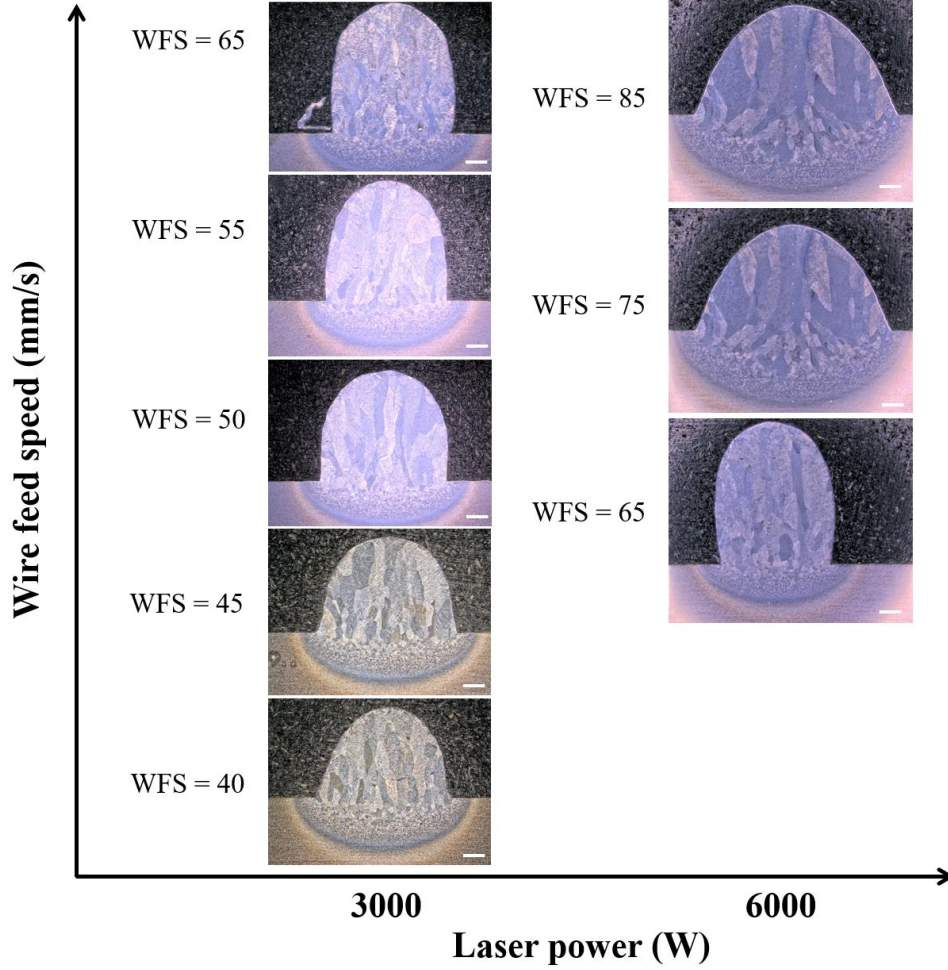 WFS = 65
WFS = 85
WFS = 55
WFS = 75
WFS = 50
WFS = 65
WFS = 45
WFS = 40
Wire feed speed (mm/s)
3000
6000
Laser power (W)